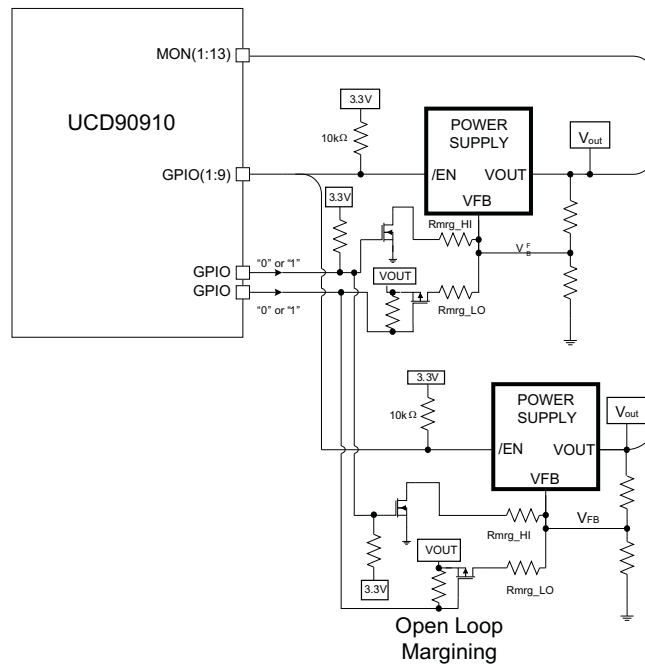 MON(1:13)
UCD90910
3.3V
10kΩ
POWER
SUPPLY
Vout
GPIO(1:9)
/EN
VOUT
3.3V
VFB
Rmrg_HI
VFB
GPIO
"0" or "1"
VOUT
GPIO
"0" or "1"
Rmrg_LO
3.3V
10kΩ
POWER
SUPPLY
Vout
/EN
VOUT
VFB
Rmrg_HI
VFB
VOUT
3.3V
Rmrg_LO
Open Loop
Margining